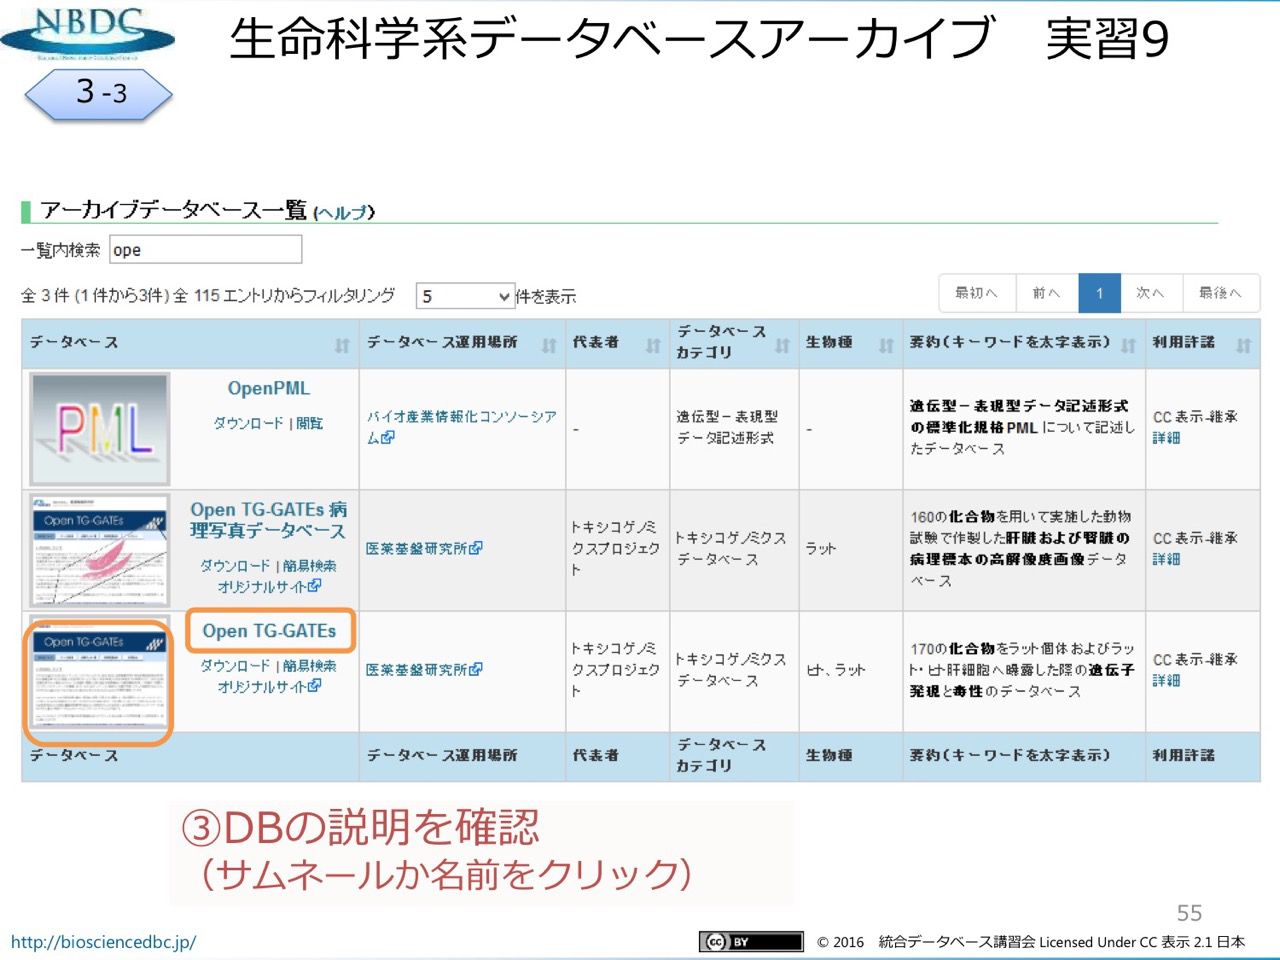 NBDC
生命科学系データベースアーカイブ　実習9
3-3
アーカイブデータベース一覧 (ヘルプ)
一覧内検索 ope
全 3 件 (1 件から3件) 全 115 エントリからフィルタリング 5 件を表示
最初へ 前へ 1 次へ 最後へ
データベース データベース運用場所 代表者 データベースカテゴリ 生物種 要約(キーワードを太字表示) 利用許諾
PML
OpenPML
ダウンロード | 閲覧
バイオ産業情報化コンソーシアム
-
遺伝型－表現型データ記述形式
-
遺伝型－表現型データ記述形式の標準化規格PML について記述したデータベース
CC 表示-継承
詳細
Open TG-GATEs
Open TG-GATEs 病理写真データベース
ダウンロード | 簡易検索
オリジナルサイト
医薬基盤研究所
トキシコゲノミクスプロジェクト
トキシコゲノミクスデータベース
ラット
160の化合物を用いて実施した動物試験で作製した肝臓および腎臓の病理標本の高解像度画像データベース
CC 表示-継承
詳細
Open TG-GATEs
Open TG-GATEs
ダウンロード | 簡易検索
オリジナルサイト
医薬基盤研究所
トキシコゲノミクスプロジェクト
トキシコゲノミクスデータベース
ヒト、ラット
170の化合物をラット個体およびラット・ヒト肝細胞へ曝露した際の遺伝子発現と毒性のデータベース
CC 表示-継承
詳細
データベース データベース運用場所 代表者 データベースカテゴリ 生物種 要約(キーワードを太字表示) 利用許諾
③DBの説明を確認
（サムネールか名前をクリック）
55
http://biosciencedbc.jp/
cc BY
© 2016　統合データベース講習会 Licensed Under CC 表示 2.1 日本